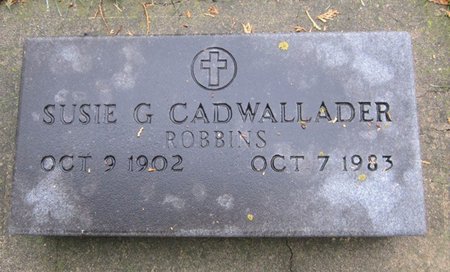 SUSIE G CADWALLADER
ROBBINS
OCT 9 1902 OCT 7 1983